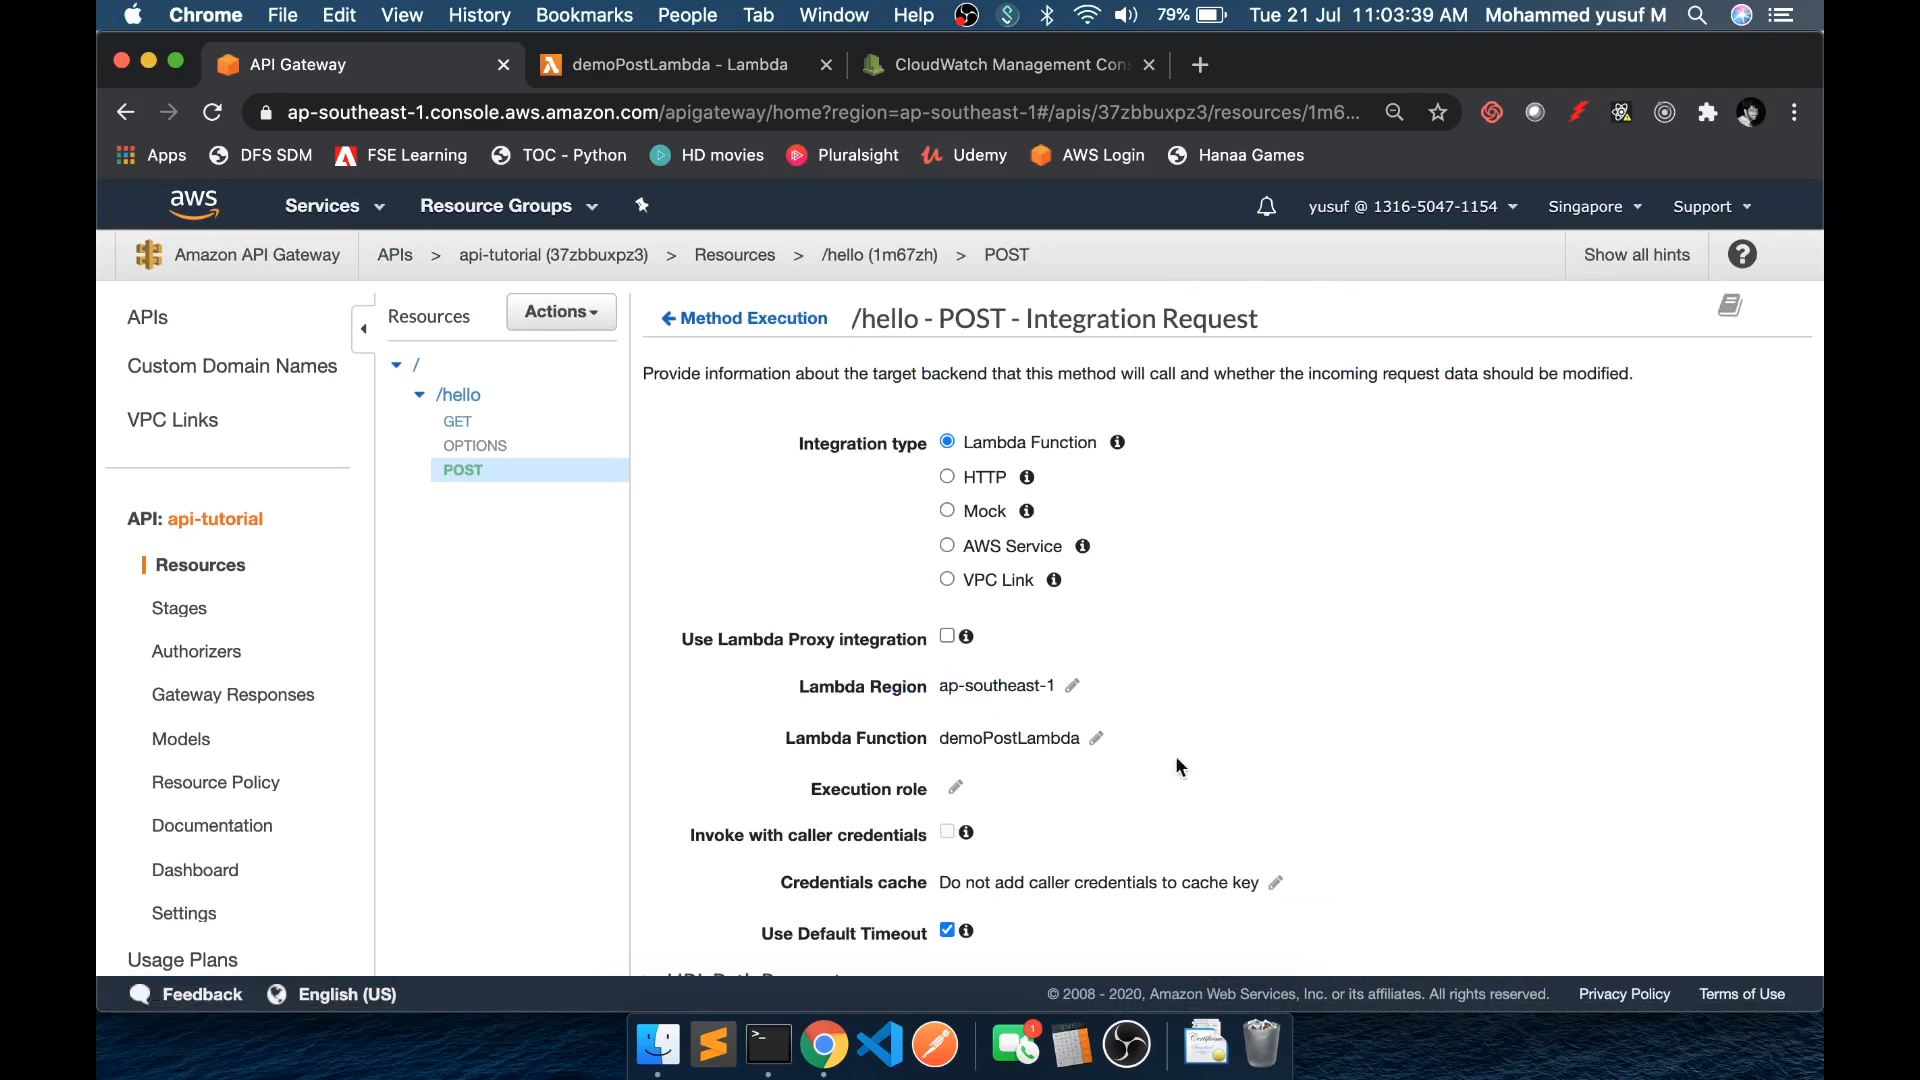 Chrome File Edit View History Bookmarks People Tab Window Help 79% Tue 21 Jul 11:03:39 AM Mohammed yusuf M
API Gateway demoPostLambda - Lambda CloudWatch Management Con
ap-southeast-1.console.aws.amazon.com/apigateway/home?region=ap-southeast-1#/apis/37zbbuxpz3/resources/1m6...
Apps DFS SDM FSE Learning TOC - Python HD movies Pluralsight Udemy AWS Login Hanaa Games
aws Services Resource Groups yusuf @ 1316-5047-1154 Singapore Support
Amazon API Gateway APIs > api-tutorial (37zbbuxpz3) > Resources > /hello (1m67zh) > POST Show all hints ?
APIs
Custom Domain Names
VPC Links
API: api-tutorial
Resources
Stages
Authorizers
Gateway Responses
Models
Resource Policy
Documentation
Dashboard
Settings
Usage Plans
Resources Actions
/
/hello
GET
OPTIONS
POST
Method Execution /hello - POST - Integration Request
Provide information about the target backend that this method will call and whether the incoming request data should be modified.
Integration type Lambda Function
HTTP
Mock
AWS Service
VPC Link
Use Lambda Proxy integration
Lambda Region ap-southeast-1
Lambda Function demoPostLambda
Execution role
Invoke with caller credentials
Credentials cache Do not add caller credentials to cache key
Use Default Timeout
Feedback English (US) © 2008 - 2020, Amazon Web Services, Inc. or its affiliates. All rights reserved. Privacy Policy Terms of Use
1